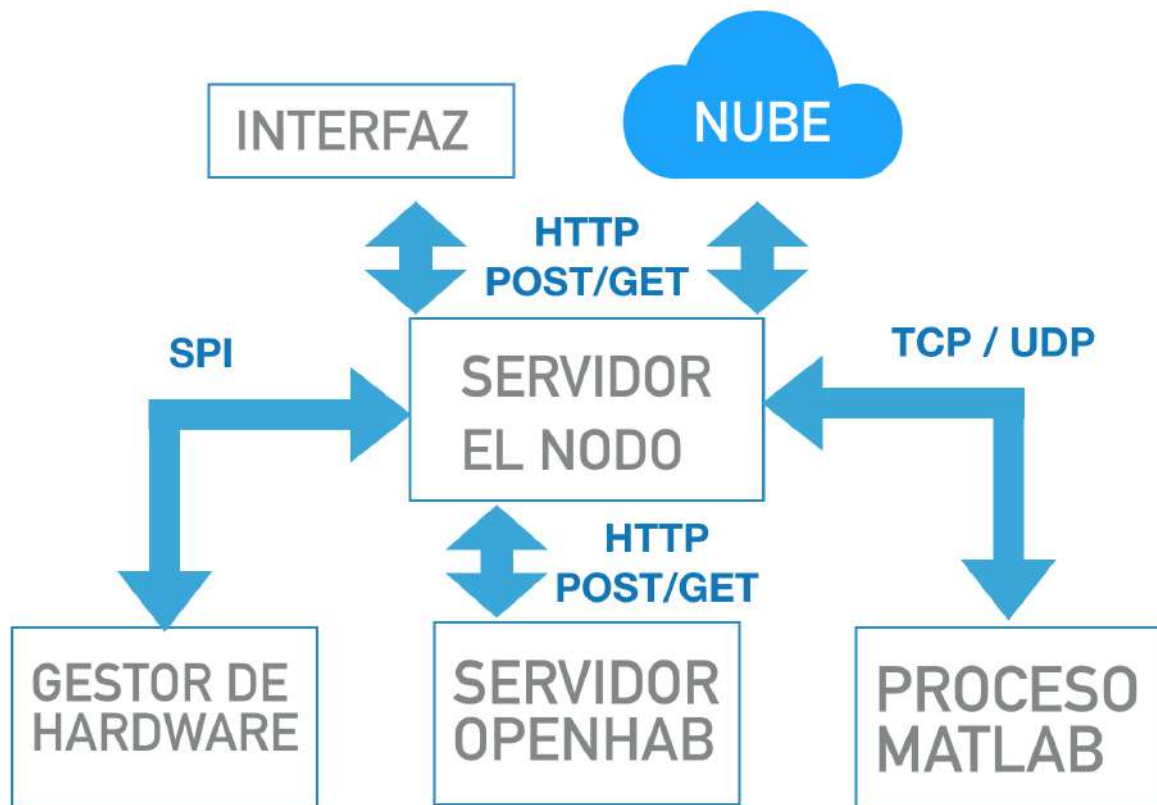 INTERFAZ
NUBE
HTTP
POST/GET
SPI
TCP / UDP
SERVIDOR
EL NODO
HTTP
POST/GET
GESTOR DE
HARDWARE
SERVIDOR
OPENHAB
PROCESO
MATLAB